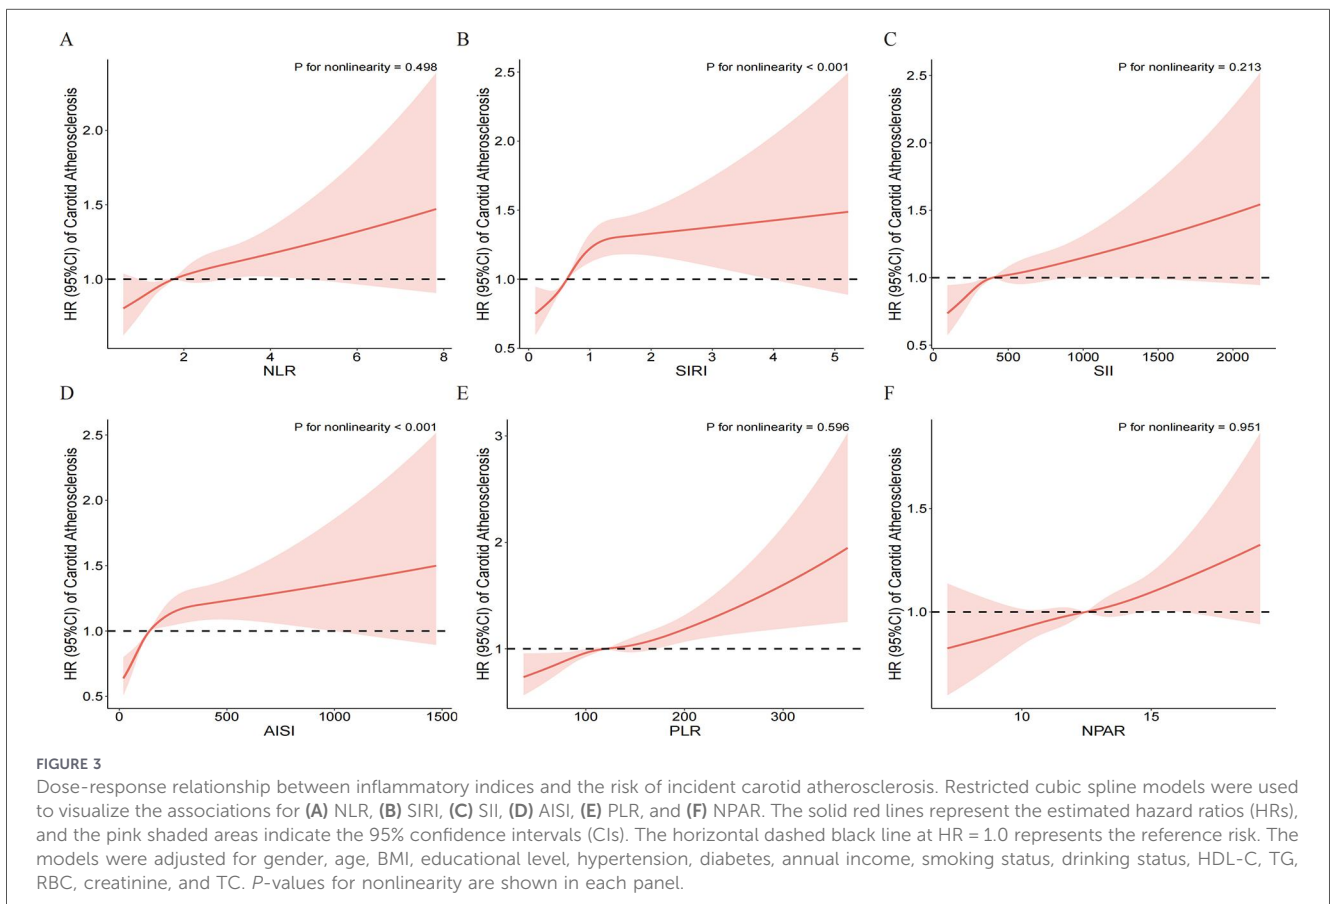 A
P for nonlinearity = 0.498
HR (95%CI) of Carotid Atherosclerosis
2.0
1.5
1.0
2 4 6 8
NLR
B
P for nonlinearity < 0.001
HR (95%CI) of Carotid Atherosclerosis
2.5
2.0
1.5
1.0
0.5
0 1 2 3 4 5
SIRI
C
P for nonlinearity = 0.213
HR (95%CI) of Carotid Atherosclerosis
2.5
2.0
1.5
1.0
0.5
0 500 1000 1500 2000
SII
D
P for nonlinearity < 0.001
HR (95%CI) of Carotid Atherosclerosis
2.5
2.0
1.5
1.0
0.5
0 500 1000 1500
AISI
E
P for nonlinearity = 0.596
HR (95%CI) of Carotid Atherosclerosis
3
2
1
100 200 300
PLR
F
P for nonlinearity = 0.951
HR (95%CI) of Carotid Atherosclerosis
1.5
1.0
10 15
NPAR
FIGURE 3
Dose-response relationship between inflammatory indices and the risk of incident carotid atherosclerosis. Restricted cubic spline models were used
to visualize the associations for (A) NLR, (B) SIRI, (C) SII, (D) AISI, (E) PLR, and (F) NPAR. The solid red lines represent the estimated hazard ratios (HRs),
and the pink shaded areas indicate the 95% confidence intervals (CIs). The horizontal dashed black line at HR = 1.0 represents the reference risk. The
models were adjusted for gender, age, BMI, educational level, hypertension, diabetes, annual income, smoking status, drinking status, HDL-C, TG,
RBC, creatinine, and TC. P-values for nonlinearity are shown in each panel.